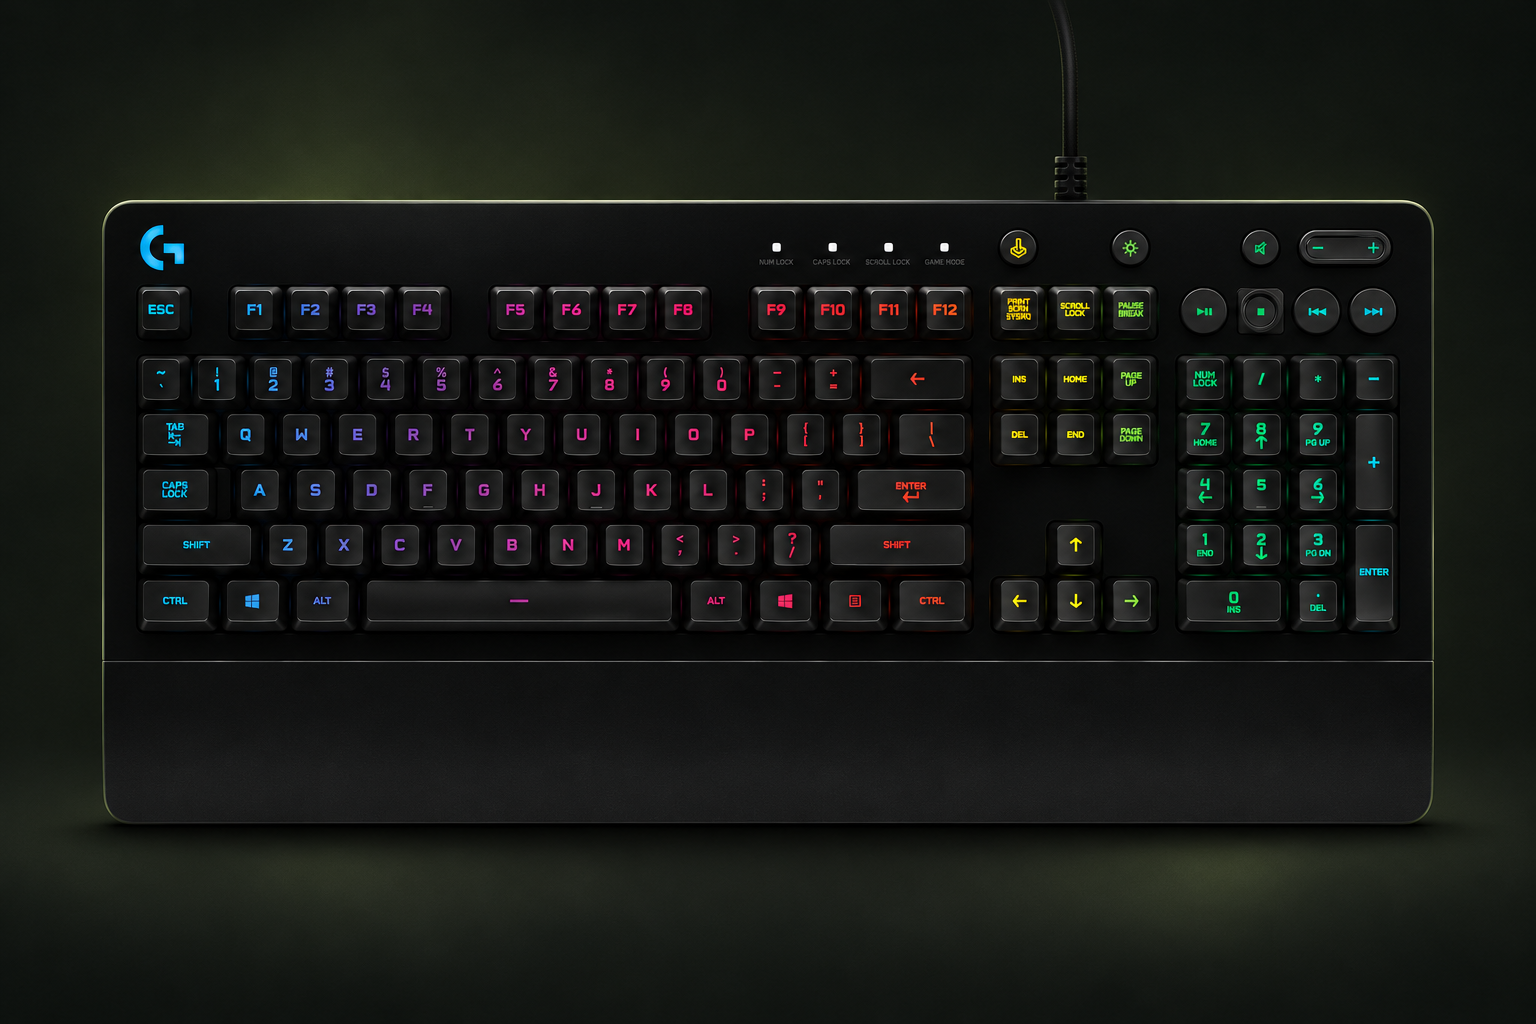 NUM LOCK CAPS LOCK SCROLL LOCK GAME MODE
− +
ESC F1 F2 F3 F4 F5 F6 F7 F8 F9 F10 F11 F12
PRINT
SCRN
SYSRQ
SCROLL
LOCK
PAUSE
BREAK
~ ! @ # $ % ^ & * ( ) − +
` 1 2 3 4 5 6 7 8 9 0 - =
←
INS HOME
PAGE
UP
NUM
LOCK
/ * −
TAB
Q W E R T Y U I O P
{ } |
[ ] \
DEL END
PAGE
DOWN
7 8 9
HOME ↑ PG UP
+
CAPS
LOCK
A S D F G H J K L
: "
; '
ENTER
4 5 6
← →
SHIFT Z X C V B N M
< > ?
, . /
SHIFT
↑
1 2 3
END ↓ PG DN
ENTER
CTRL ALT ALT CTRL
← ↓ →
0 .
INS DEL